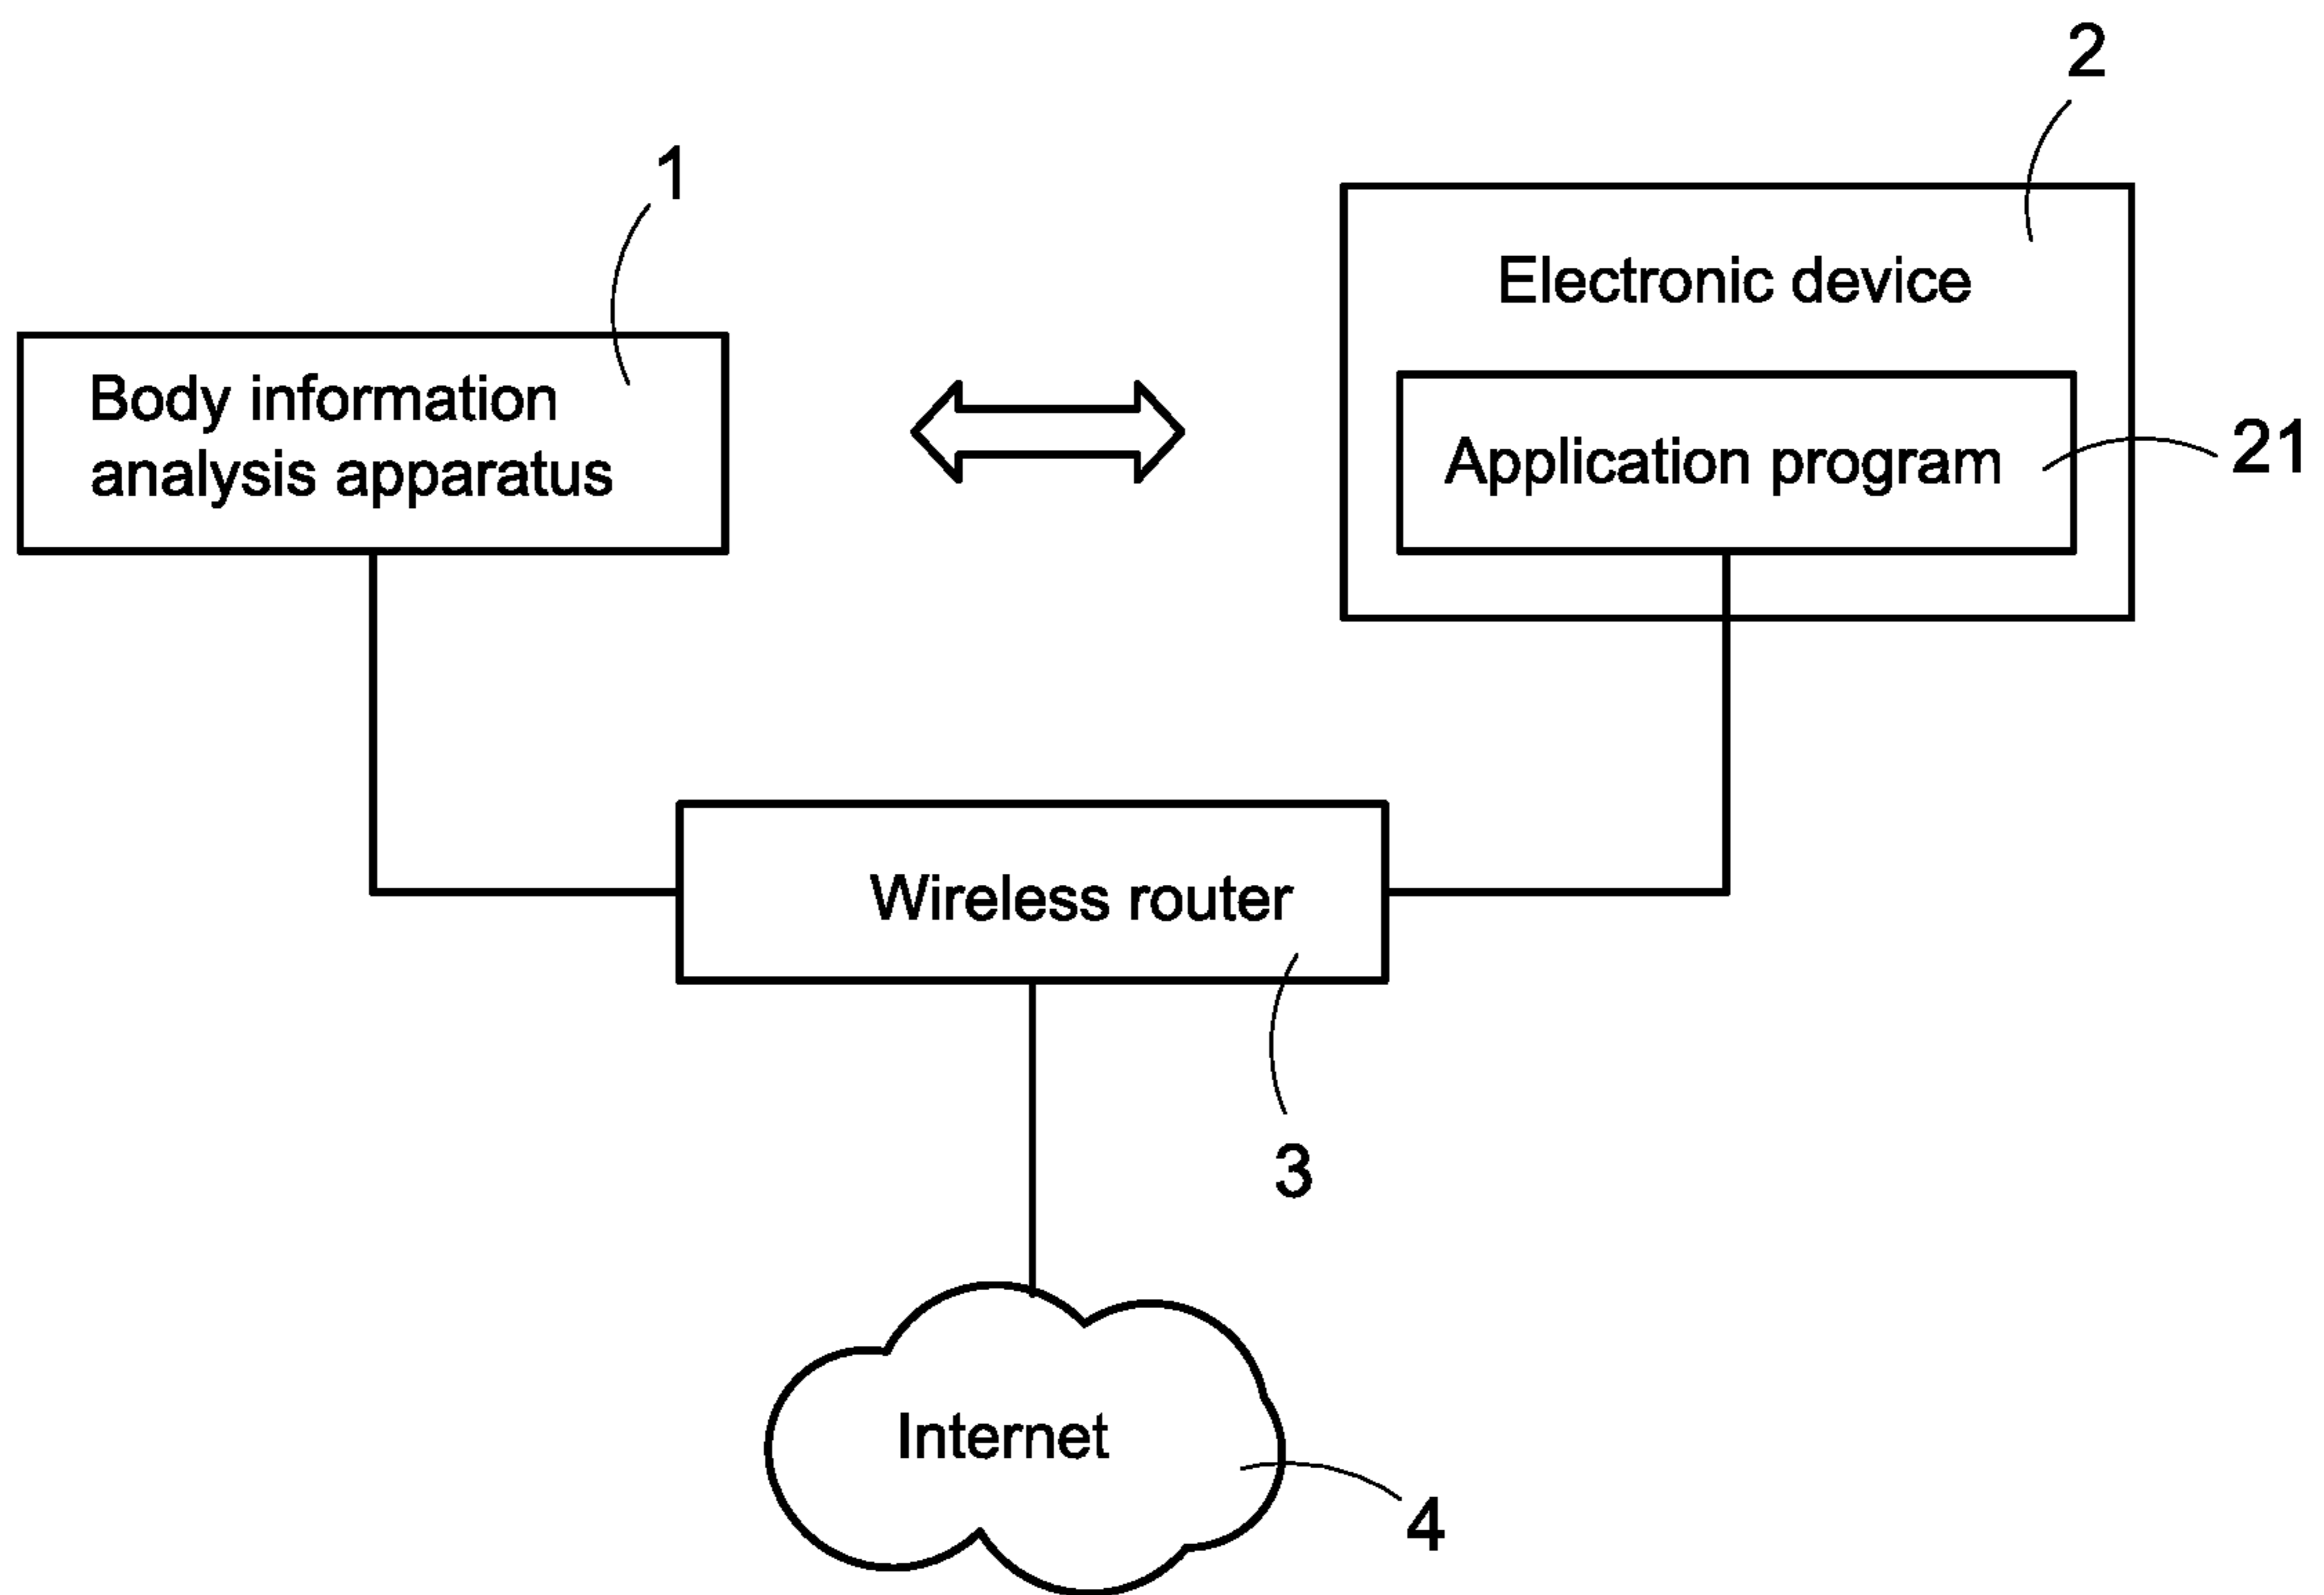 2
1
Electronic device
Body information
analysis apparatus
Application program
21
Wireless router
3
Internet
4